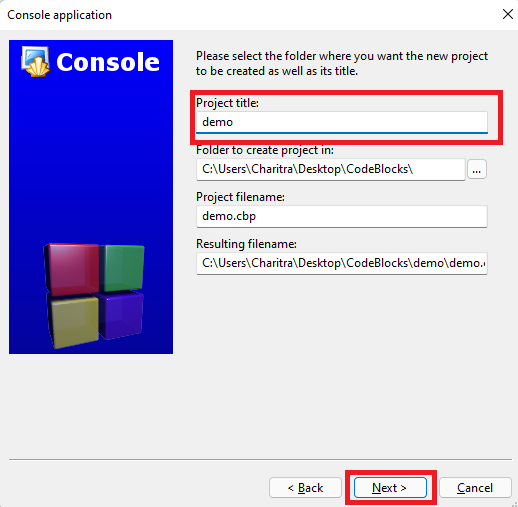 Console application
Console
Please select the folder where you want the new project
to be created as well as its title.
Project title:
demo
Folder to create project in:
C:\Users\Charitra\Desktop\CodeBlocks\
...
Project filename:
demo.cbp
Resulting filename:
C:\Users\Charitra\Desktop\CodeBlocks\demo\demo.c
< Back
Next >
Cancel